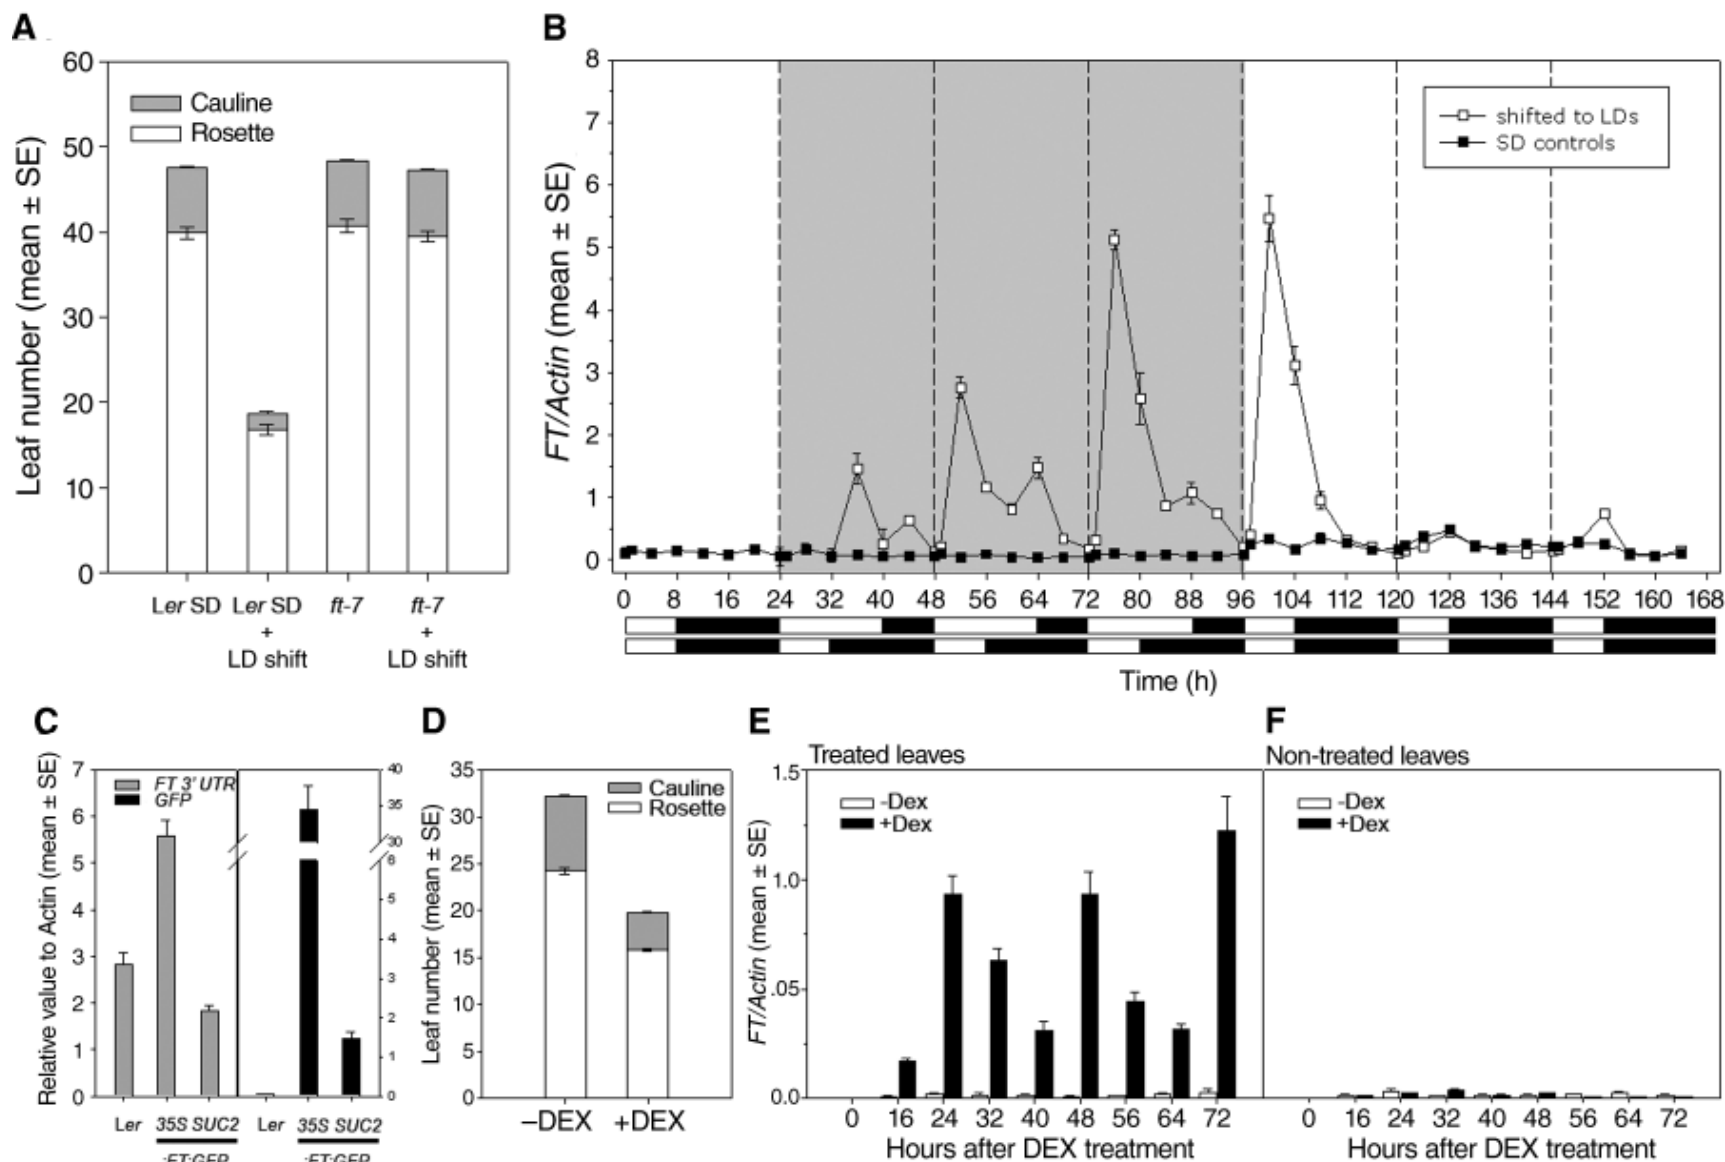 A
B
60
50
40
30
20
10
0
Leaf number (mean ± SE)
Cauline
Rosette
Ler SD
Ler SD
+
LD shift
ft-7
ft-7
+
LD shift
8
7
6
5
4
3
2
1
0
FT/Actin (mean ± SE)
shifted to LDs
SD controls
0 8 16 24 32 40 48 56 64 72 80 88 96 104 112 120 128 136 144 152 160 168
Time (h)
C
7
6
5
4
3
2
1
0
Relative value to Actin (mean ± SE)
FT 3' UTR
GFP
40
35
30
6
5
4
3
2
1
0
Ler 35S SUC2 Ler 35S SUC2
:FT:GFP :FT:GFP
D
35
30
25
20
15
10
5
0
Leaf number (mean ± SE)
Cauline
Rosette
–DEX +DEX
E
Treated leaves
1.5
1.0
.05
0.0
FT/Actin (mean ± SE)
-Dex
+Dex
0 16 24 32 40 48 56 64 72
Hours after DEX treatment
F
Non-treated leaves
-Dex
+Dex
0 16 24 32 40 48 56 64 72
Hours after DEX treatment